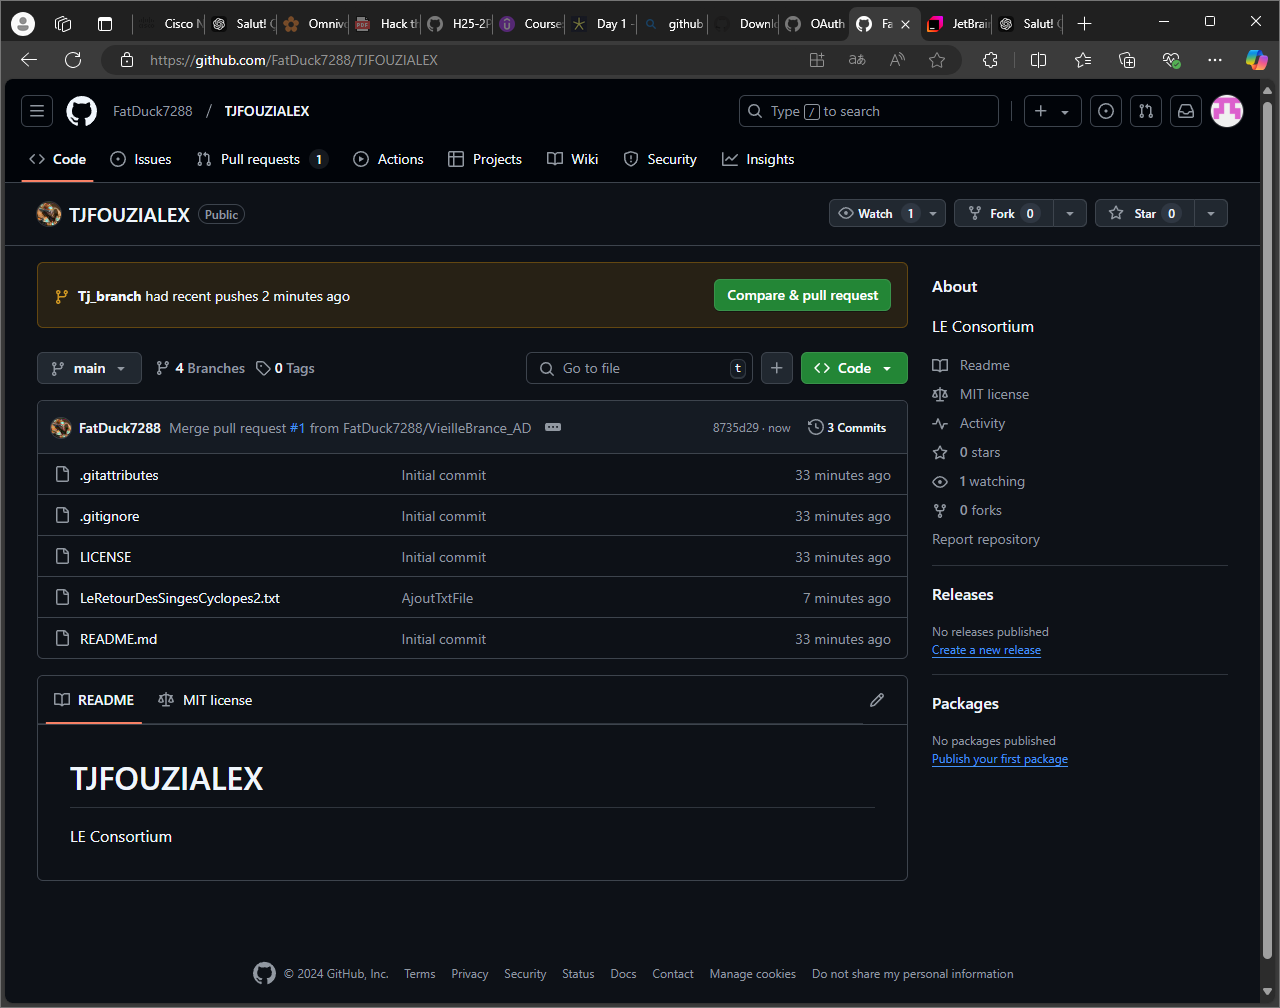 Cisco N
Salut! C
Omnivo
Hack th
H25-2P
Course
Day 1 -
github
Downlo
OAuth
Fa
JetBrai
Salut! C
https://github.com/FatDuck7288/TJFOUZIALEX
FatDuck7288 / TJFOUZIALEX
Type / to search
Code
Issues
Pull requests 1
Actions
Projects
Wiki
Security
Insights
TJFOUZIALEX Public
Watch 1
Fork 0
Star 0
Tj_branch had recent pushes 2 minutes ago
Compare & pull request
main
4 Branches
0 Tags
Go to file t
Code
FatDuck7288 Merge pull request #1 from FatDuck7288/VieilleBrance_AD
8735d29 · now
3 Commits
.gitattributes Initial commit 33 minutes ago
.gitignore Initial commit 33 minutes ago
LICENSE Initial commit 33 minutes ago
LeRetourDesSingesCyclopes2.txt AjoutTxtFile 7 minutes ago
README.md Initial commit 33 minutes ago
README
MIT license
TJFOUZIALEX
LE Consortium
About
LE Consortium
Readme
MIT license
Activity
0 stars
1 watching
0 forks
Report repository
Releases
No releases published
Create a new release
Packages
No packages published
Publish your first package
© 2024 GitHub, Inc. Terms Privacy Security Status Docs Contact Manage cookies Do not share my personal information